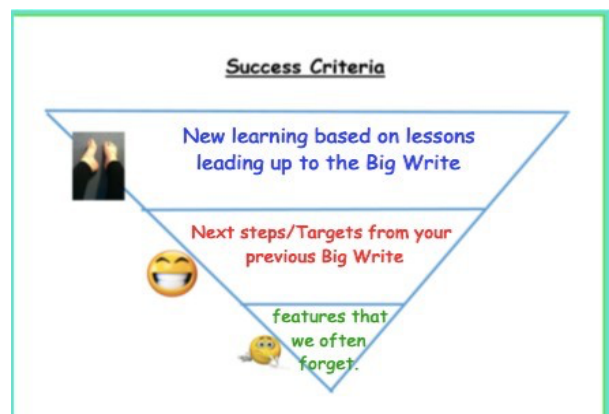 Success Criteria
New learning based on lessons
leading up to the Big Write
Next steps/Targets from your
previous Big Write
features that
we often
forget.